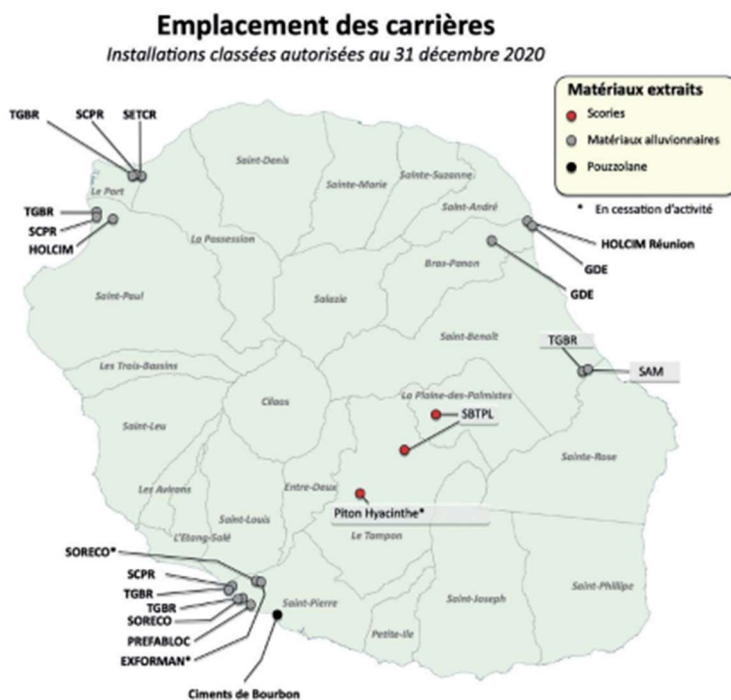 Emplacement des carrières
Installations classées autorisées au 31 décembre 2020
Matériaux extraits
Scories
Matériaux alluvionnaires
Pouzzolane
* En cessation d'activité
TGBR
SCPR
SETCR
Le Port
TGBR
SCPR
HOLCIM
Saint-Denis
Sainte-Marie
Sainte-Suzanne
Saint-André
La Possession
Bras-Panon
HOLCIM Réunion
GDE
GDE
Saint-Paul
Salazie
Saint-Benoît
TGBR
SAM
Les Trois-Bassins
Cilaos
La Plaine-des-Palmistes
SBTPL
Saint-Leu
Sainte-Rose
Les Avirons
Entre-Deux
Piton Hyacinthe*
Saint-Louis
L'Etang-Salé
Le Tampon
SORECO*
SCPR
TGBR
TGBR
SORECO
PREFABLOC
EXFORMAN*
Saint-Pierre
Saint-Joseph
Saint-Phillipe
Petite-Ile
Ciments de Bourbon